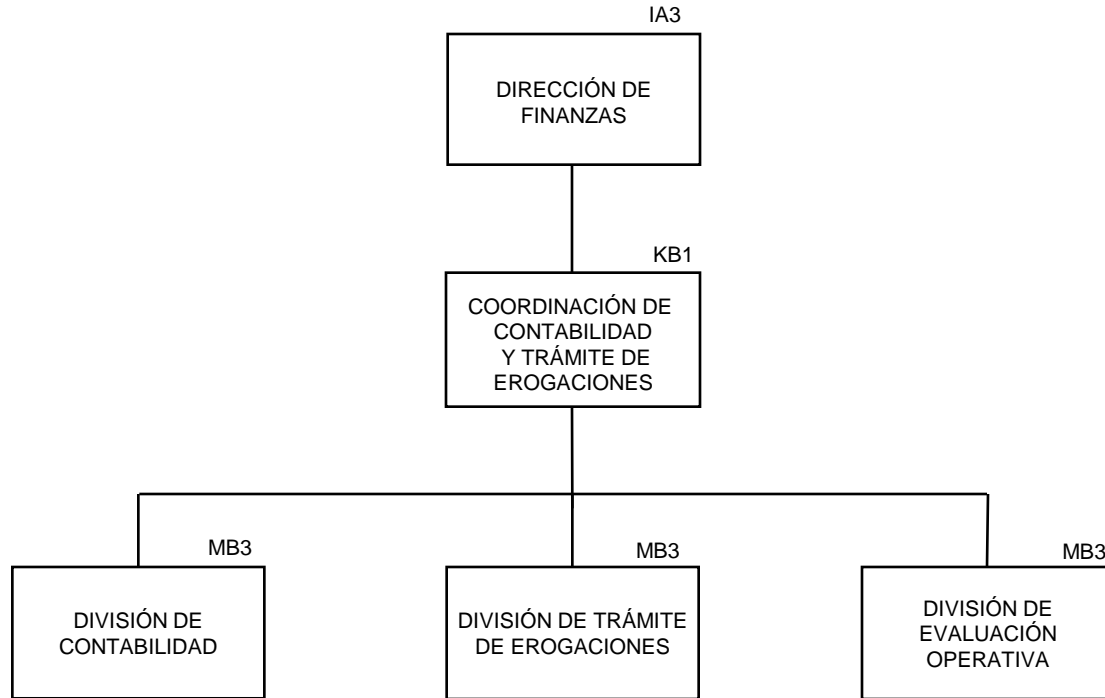 IA3
DIRECCIÓN DE
FINANZAS
KB1
COORDINACIÓN DE
CONTABILIDAD
Y TRÁMITE DE
EROGACIONES
MB3
DIVISIÓN DE
CONTABILIDAD
MB3
DIVISIÓN DE TRÁMITE
DE EROGACIONES
MB3
DIVISIÓN DE
EVALUACIÓN
OPERATIVA